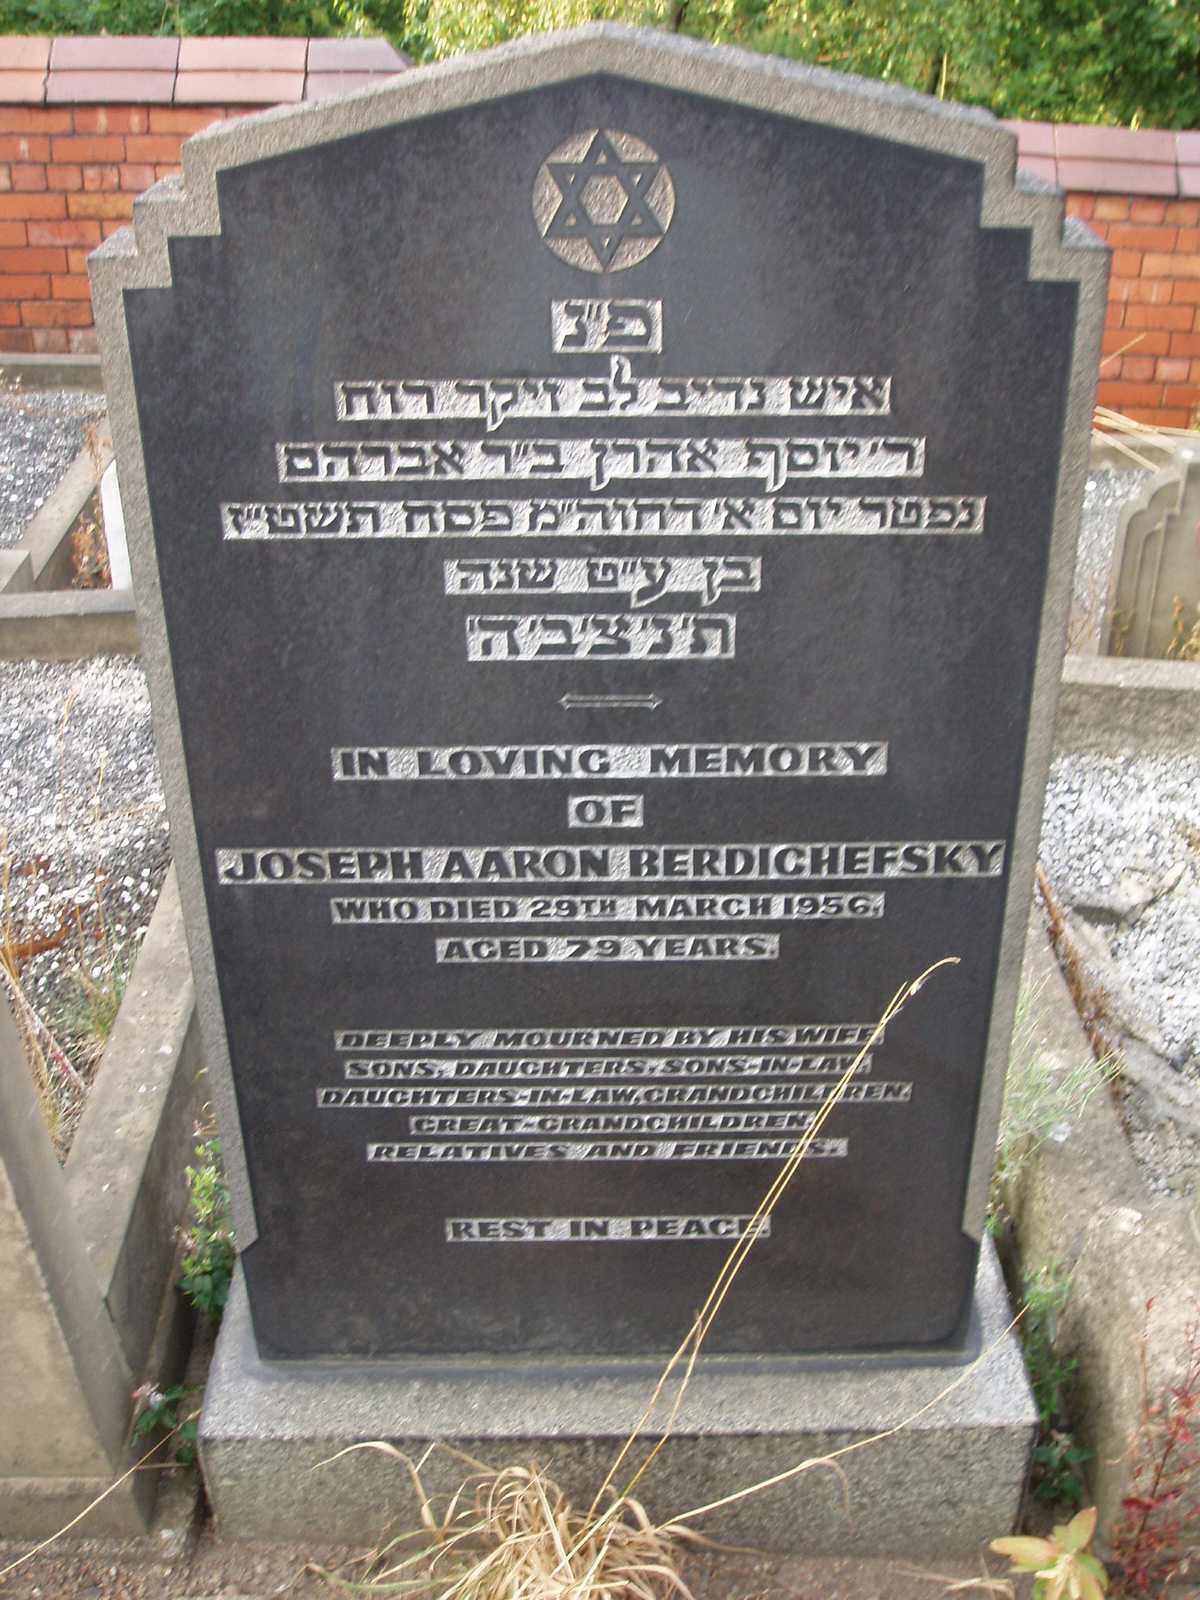 פ"נ
איש נדיב לב ויקר רוח
ר' יוסף אהרן ב"ר אברהם
נפטר יום א' דחוה"מ פסח תשט"ז
בן ע"ט שנה
ת'נ'צ'ב'ה'
IN LOVING MEMORY
OF
JOSEPH AARON BERDICHEFSKY
WHO DIED 29TH MARCH 1956,
AGED 79 YEARS.
DEEPLY MOURNED BY HIS WIFE
SONS, DAUGHTERS, SONS-IN-LAW,
DAUGHTERS-IN-LAW, GRANDCHILDREN,
GREAT-GRANDCHILDREN,
RELATIVES AND FRIENDS.
REST IN PEACE.